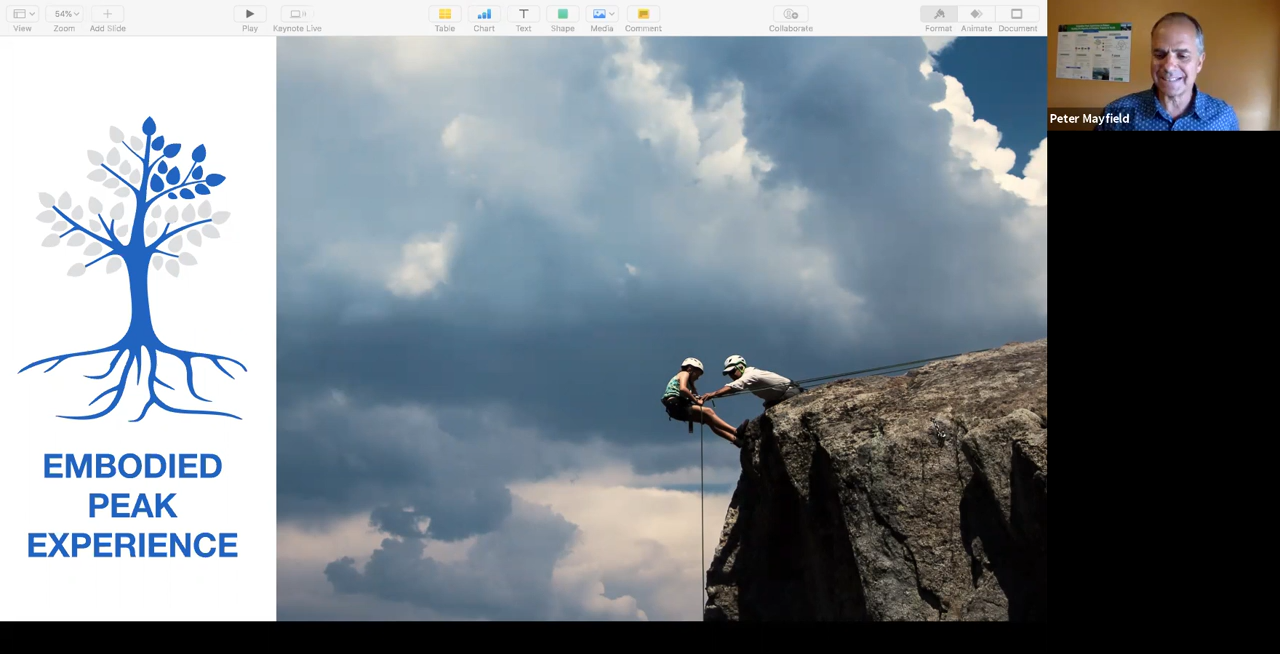 54%
View
Zoom
Add Slide
Play
Keynote Live
Table
Chart
Text
Shape
Media
Comment
Collaborate
Format
Animate
Document
Peter Mayfield
EMBODIED
PEAK
EXPERIENCE